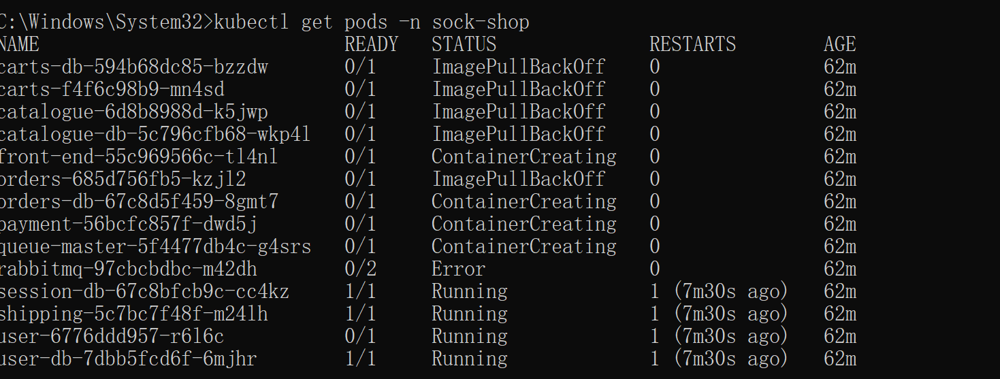 C:\Windows\System32>kubectl get pods -n sock-shop
NAME READY STATUS RESTARTS AGE
carts-db-594b68dc85-bzzdw 0/1 ImagePullBackOff 0 62m
carts-f4f6c98b9-mn4sd 0/1 ImagePullBackOff 0 62m
catalogue-6d8b8988d-k5jwp 0/1 ImagePullBackOff 0 62m
catalogue-db-5c796cfb68-wkp4l 0/1 ImagePullBackOff 0 62m
front-end-55c969566c-tl4nl 0/1 ContainerCreating 0 62m
orders-685d756fb5-kzjl2 0/1 ImagePullBackOff 0 62m
orders-db-67c8d5f459-8gmt7 0/1 ContainerCreating 0 62m
payment-56bcfc857f-dwd5j 0/1 ContainerCreating 0 62m
queue-master-5f4477db4c-g4srs 0/1 ContainerCreating 0 62m
rabbitmq-97cbcbdbc-m42dh 0/2 Error 0 62m
session-db-67c8bfcb9c-cc4kz 1/1 Running 1 (7m30s ago) 62m
shipping-5c7bc7f48f-m24lh 1/1 Running 1 (7m30s ago) 62m
user-6776ddd957-r6l6c 0/1 Running 1 (7m30s ago) 62m
user-db-7dbb5fcd6f-6mjhr 1/1 Running 1 (7m30s ago) 62m